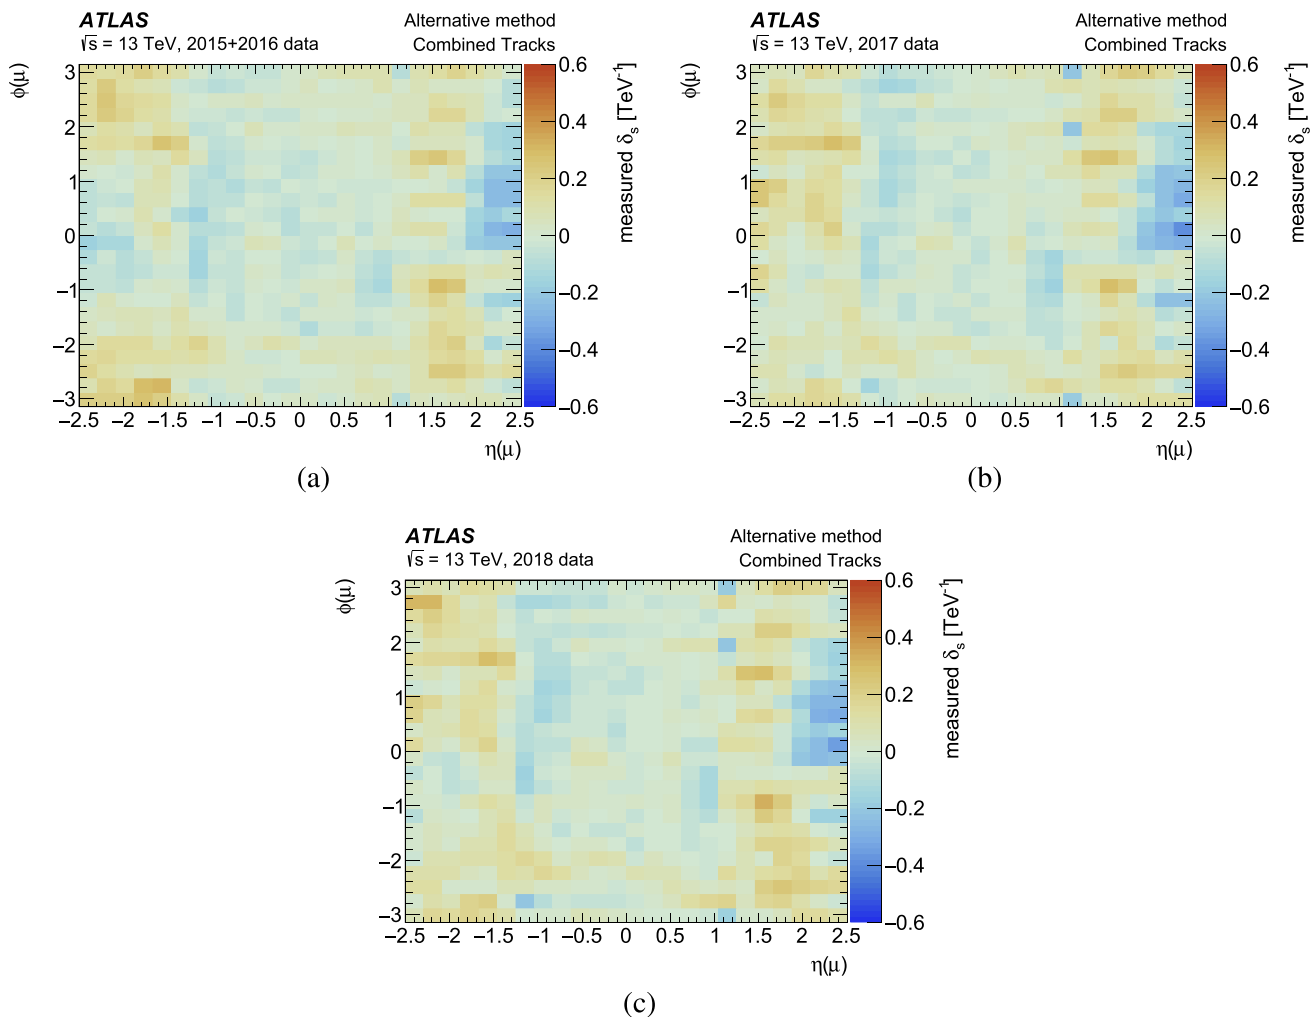 ATLAS Alternative method
√s = 13 TeV, 2015+2016 data Combined Tracks
ϕ(μ)
3
2
1
0
−1
−2
−3
−2.5 −2 −1.5 −1 −0.5 0 0.5 1 1.5 2 2.5
η(μ)
0.6
0.4
0.2
0
−0.2
−0.4
−0.6
measured δs [TeV-1]
(a)
ATLAS Alternative method
√s = 13 TeV, 2017 data Combined Tracks
ϕ(μ)
3
2
1
0
−1
−2
−3
−2.5 −2 −1.5 −1 −0.5 0 0.5 1 1.5 2 2.5
η(μ)
0.6
0.4
0.2
0
−0.2
−0.4
−0.6
measured δs [TeV-1]
(b)
ATLAS Alternative method
√s = 13 TeV, 2018 data Combined Tracks
ϕ(μ)
3
2
1
0
−1
−2
−3
−2.5 −2 −1.5 −1 −0.5 0 0.5 1 1.5 2 2.5
η(μ)
0.6
0.4
0.2
0
−0.2
−0.4
−0.6
measured δs [TeV-1]
(c)